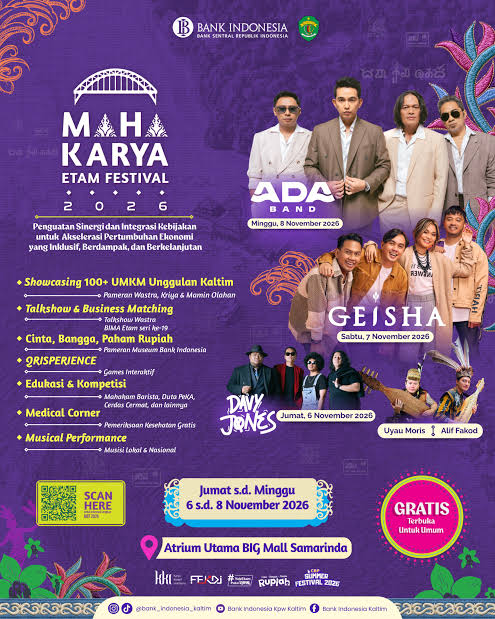 BANK INDONESIA
BANK SENTRAL REPUBLIK INDONESIA
MAHA
KARYA
ETAM FESTIVAL
2026
Penguatan Sinergi dan Integrasi Kebijakan
untuk Akselerasi Pertumbuhan Ekonomi
yang Inklusif, Berdampak, dan Berkelanjutan
ADA
BAND
Minggu, 8 November 2026
Showcasing 100+ UMKM Unggulan Kaltim
Pameran Wastra, Kriya & Mamin Olahan
Talkshow & Business Matching
Talkshow Wastra
BIMA Etam seri ke-19
Cinta, Bangga, Paham Rupiah
Pameran Museum Bank Indonesia
QRISPERIENCE
Games Interaktif
Edukasi & Kompetisi
Mahakam Barista, Duta PeKA,
Cerdas Cermat, dan lainnya
Medical Corner
Pemeriksaan Kesehatan Gratis
Musical Performance
Musisi Lokal & Nasional
GEISHA
Sabtu, 7 November 2026
DAVY
JONES
Jumat, 6 November 2026
Uyau Moris
Alif Fakod
SCAN
HERE
Jumat s.d. Minggu
6 s.d. 8 November 2026
GRATIS
Terbuka
Untuk Umum
Atrium Utama BIG Mall Samarinda
kki
Rupiah
SUMMER
FESTIVAL 2026
@bank_indonesia_kaltim
Bank Indonesia Kpw Kaltim
Bank Indonesia Kaltim